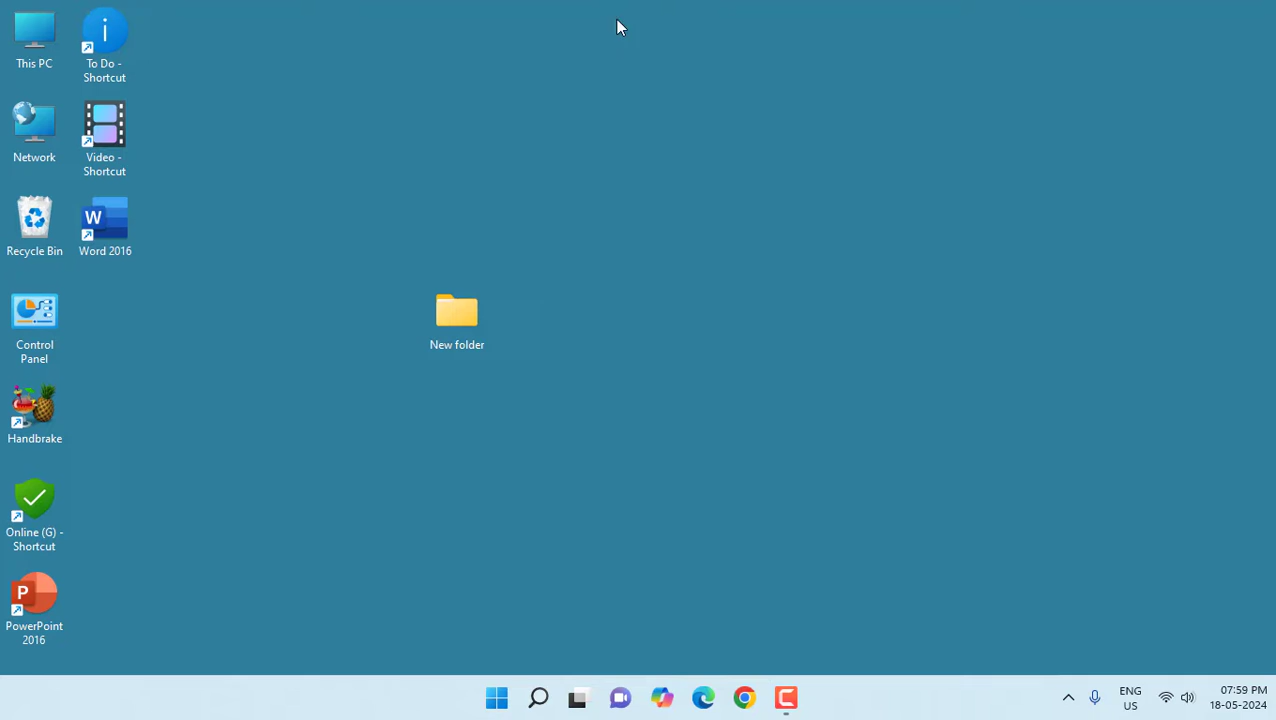 This PC
To Do -
Shortcut
Network
Video -
Shortcut
Recycle Bin
W
Word 2016
Control
Panel
New folder
Handbrake
Online (G) -
Shortcut
P
PowerPoint
2016
ENG
US
07:59 PM
18-05-2024